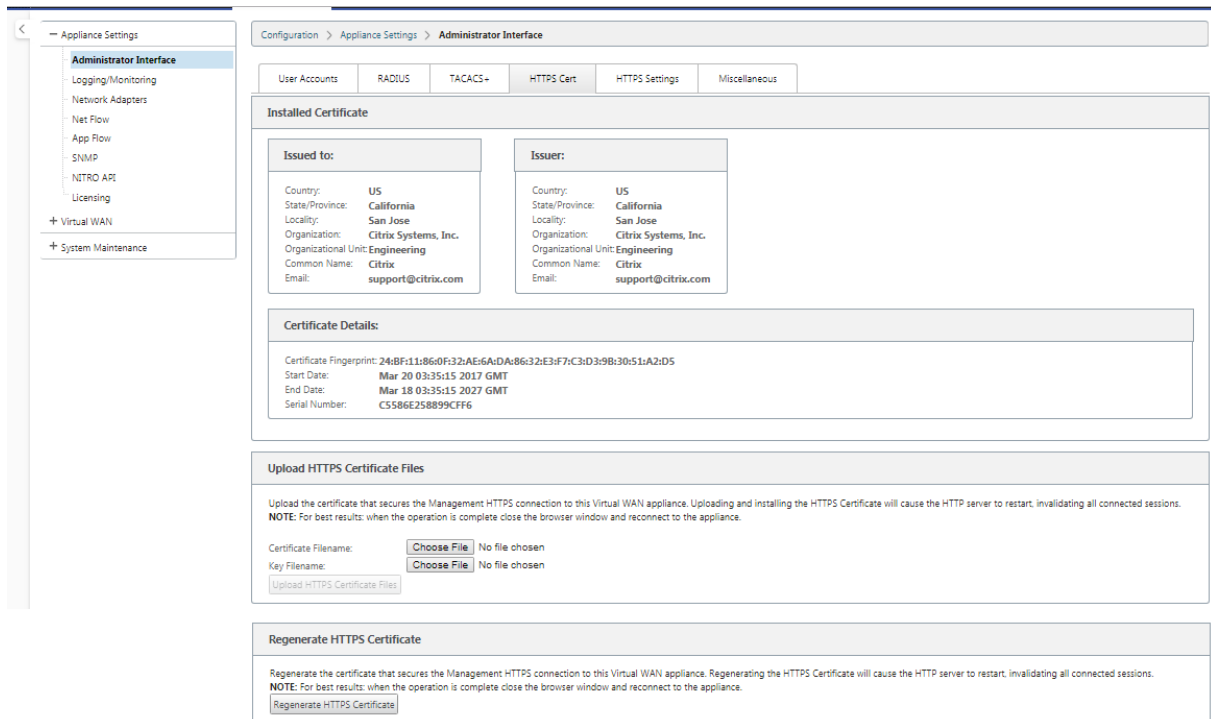 Appliance Settings
Administrator Interface
Logging/Monitoring
Network Adapters
Net Flow
App Flow
SNMP
NITRO API
Licensing
Virtual WAN
System Maintenance
Configuration > Appliance Settings > Administrator Interface
User Accounts RADIUS TACACS+ HTTPS Cert HTTPS Settings Miscellaneous
Installed Certificate
Issued to:
Country: US
State/Province: California
Locality: San Jose
Organization: Citrix Systems, Inc.
Organizational Unit: Engineering
Common Name: Citrix
Email: support@citrix.com
Issuer:
Country: US
State/Province: California
Locality: San Jose
Organization: Citrix Systems, Inc.
Organizational Unit: Engineering
Common Name: Citrix
Email: support@citrix.com
Certificate Details:
Certificate Fingerprint: 24:BF:11:86:0F:32:AE:6A:DA:86:32:E3:F7:C3:D3:9B:30:51:A2:D5
Start Date: Mar 20 03:35:15 2017 GMT
End Date: Mar 18 03:35:15 2027 GMT
Serial Number: C5586E258899CFF6
Upload HTTPS Certificate Files
Upload the certificate that secures the Management HTTPS connection to this Virtual WAN appliance. Uploading and installing the HTTPS Certificate will cause the HTTP server to restart, invalidating all connected sessions.
NOTE: For best results: when the operation is complete close the browser window and reconnect to the appliance.
Certificate Filename: Choose File No file chosen
Key Filename: Choose File No file chosen
Upload HTTPS Certificate Files
Regenerate HTTPS Certificate
Regenerate the certificate that secures the Management HTTPS connection to this Virtual WAN appliance. Regenerating the HTTPS Certificate will cause the HTTP server to restart, invalidating all connected sessions.
NOTE: For best results: when the operation is complete close the browser window and reconnect to the appliance.
Regenerate HTTPS Certificate